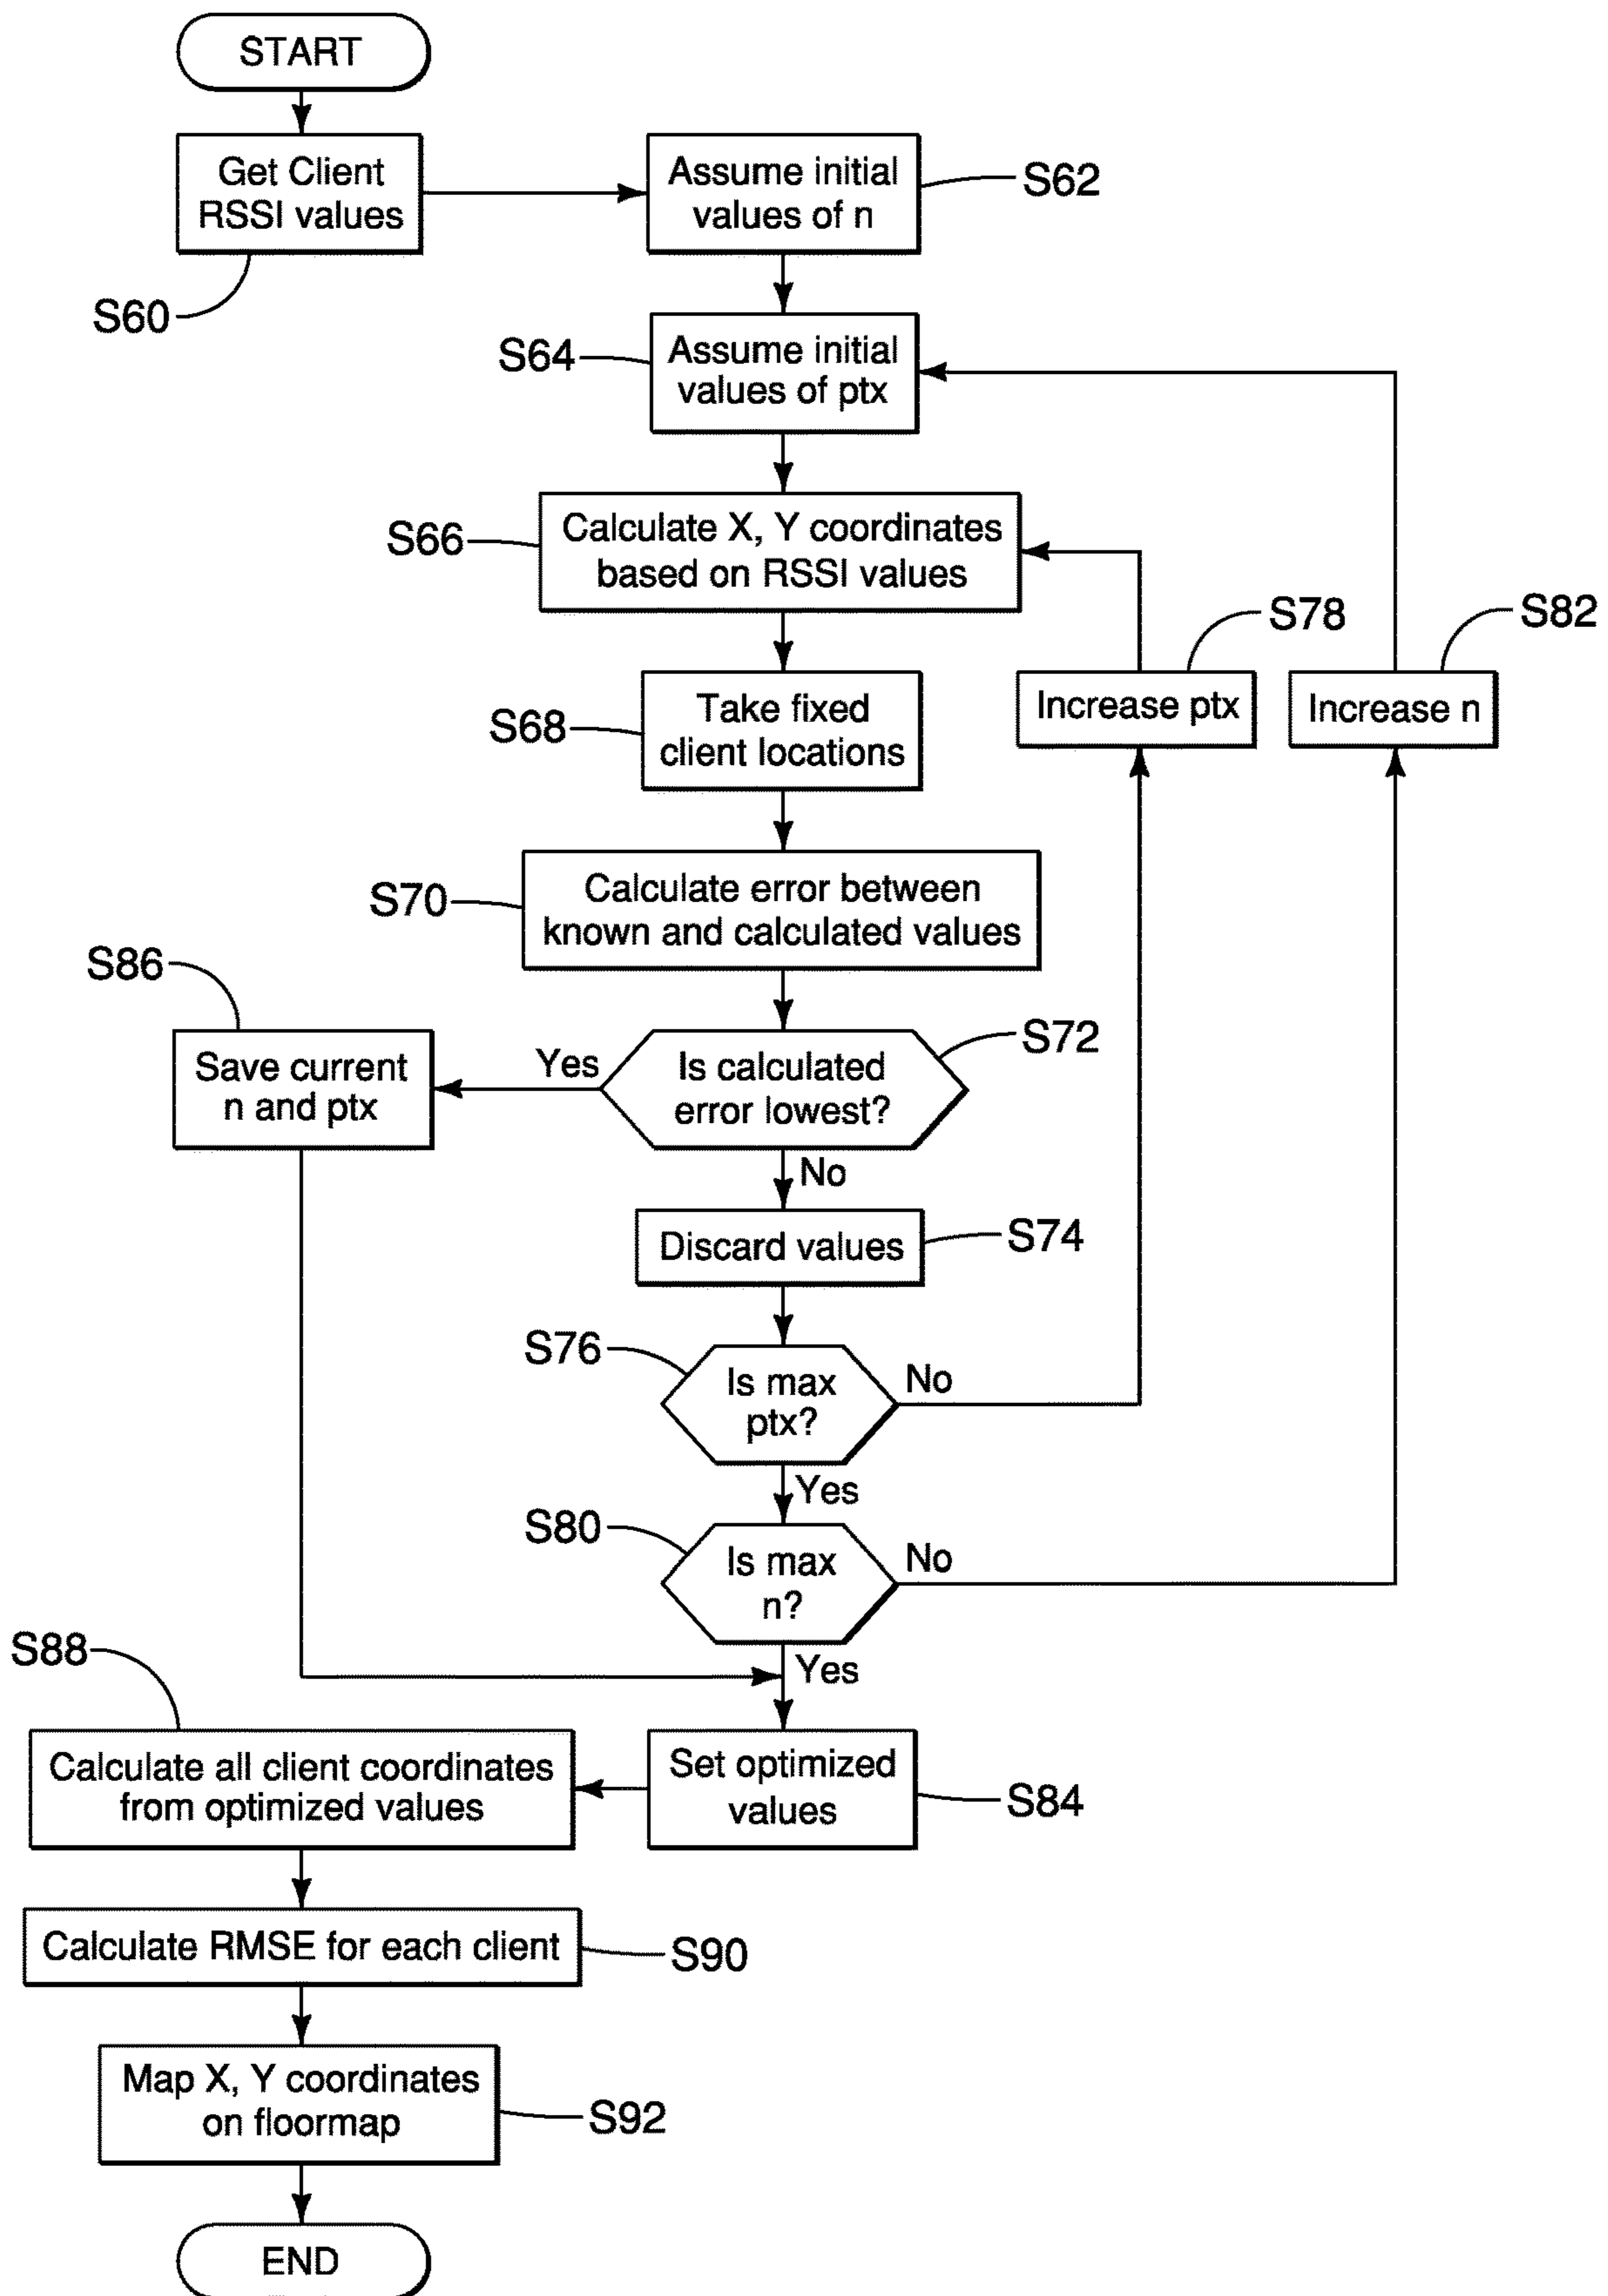 START
Get Client
RSSI values
S60
Assume initial
values of n
S62
S64
Assume initial
values of ptx
S66
Calculate X, Y coordinates
based on RSSI values
S68
Take fixed
client locations
S78
Increase ptx
S82
Increase n
S70
Calculate error between
known and calculated values
S86
Save current
n and ptx
Yes
S72
Is calculated
error lowest?
No
Discard values
S74
S76
Is max
ptx?
No
Yes
S80
Is max
n?
No
Yes
S88
Calculate all client coordinates
from optimized values
Set optimized
values
S84
Calculate RMSE for each client
S90
Map X, Y coordinates
on floormap
S92
END